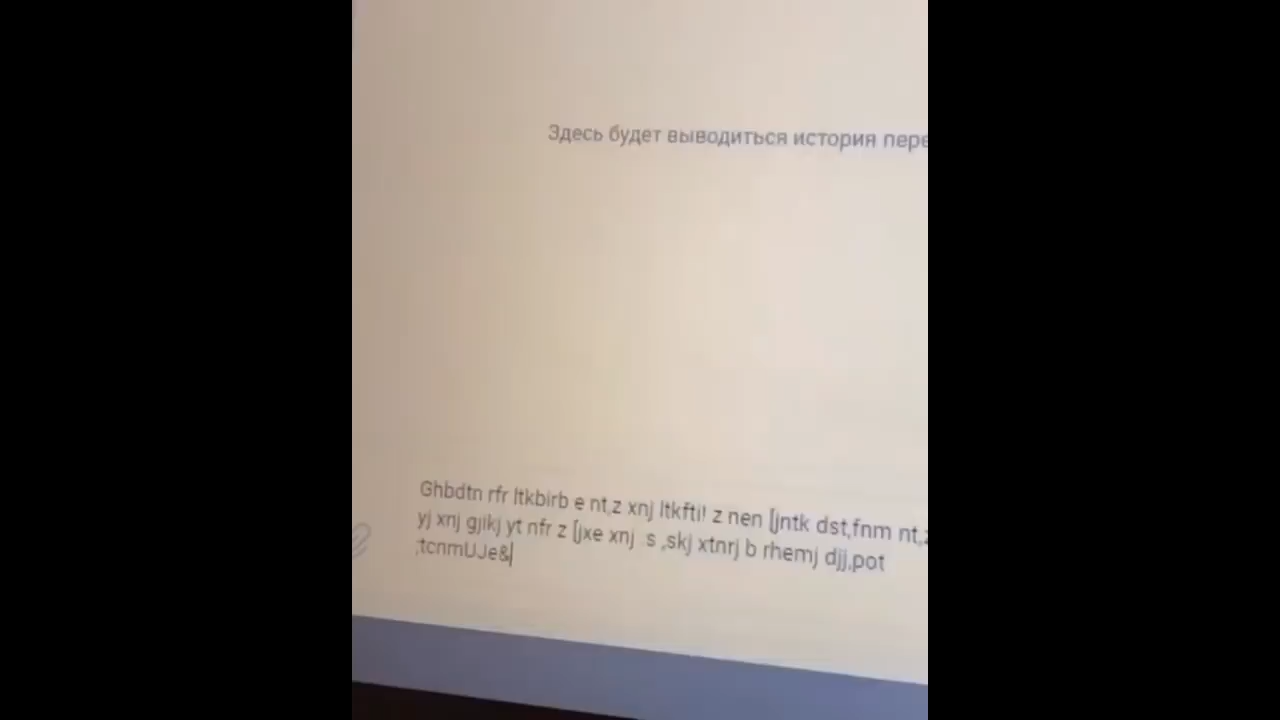 Здесь будет выводиться история пере
Ghbdtn rfr ltkbirb e nt,z xnj ltkfti! z nen [jntk dst,fnm nt,z
yj xnj gjikj yt nfr z [jxe xnj .s ,skj xtnrj b rhemj djj,pot
;tcnmUJe&